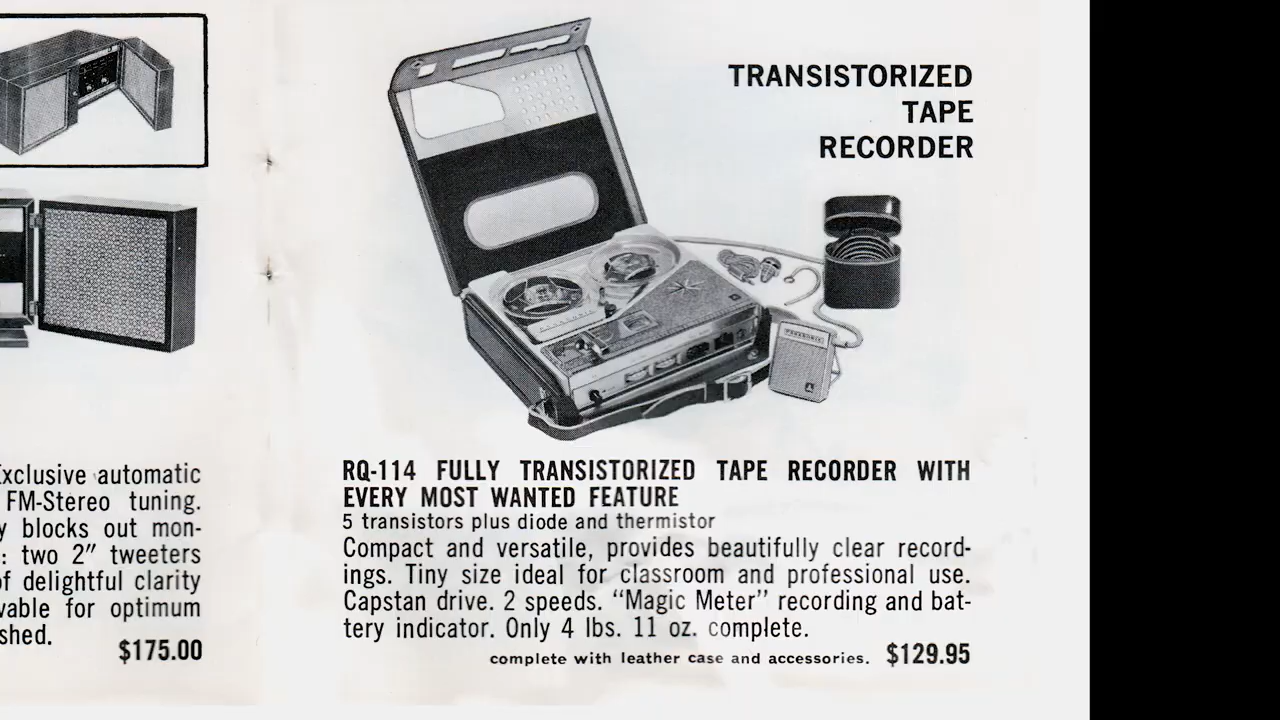 Exclusive automatic
FM-Stereo tuning.
blocks out mon-
: two 2″ tweeters
of delightful clarity
vable for optimum
shed.
$175.00
TRANSISTORIZED
TAPE
RECORDER
PANASONIC
RQ-114 FULLY TRANSISTORIZED TAPE RECORDER WITH
EVERY MOST WANTED FEATURE
5 transistors plus diode and thermistor
Compact and versatile, provides beautifully clear record-
ings. Tiny size ideal for classroom and professional use.
Capstan drive. 2 speeds. “Magic Meter” recording and bat-
tery indicator. Only 4 lbs. 11 oz. complete.
complete with leather case and accessories. $129.95